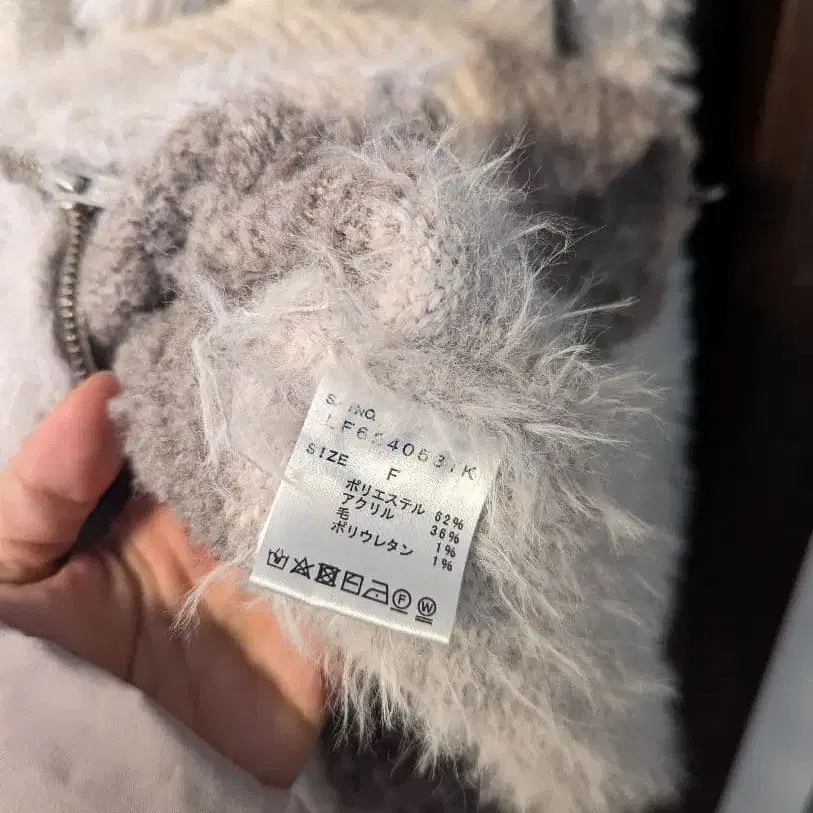 SIZE F
ポリエステル 62%
アクリル 36%
毛 1%
ポリウレタン 1%
F W